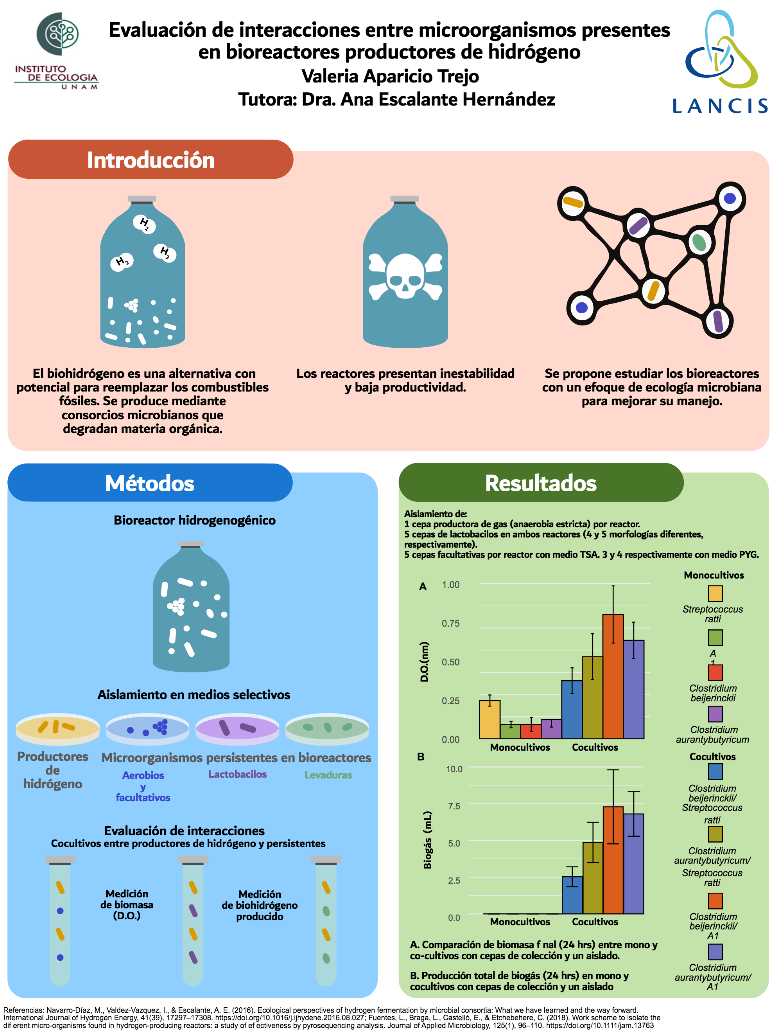 Evaluación de interacciones entre microorganismos presentes
en bioreactores productores de hidrógeno
Valeria Aparicio Trejo
Tutora: Dra. Ana Escalante Hernández
INSTITUTO
DE ECOLOGIA
UNAM
LANCIS
Introducción
H2
H2
H2
El biohidrógeno es una alternativa con
potencial para reemplazar los combustibles
fósiles. Se produce mediante
consorcios microbianos que
degradan materia orgánica.
Los reactores presentan inestabilidad
y baja productividad.
Se propone estudiar los bioreactores
con un efoque de ecología microbiana
para mejorar su manejo.
Métodos
Bioreactor hidrogenogénico
Aislamiento en medios selectivos
Productores
de
hidrógeno
Microorganismos persistentes en bioreactores
Aerobios
y
facultativos
Lactobacilos
Levaduras
Evaluación de interacciones
Cocultivos entre productores de hidrógeno y persistentes
Medición
de biomasa
(D.O.)
Medición
de biohidrógeno
producido
Resultados
Aislamiento de:
1 cepa productora de gas (anaerobia estricta) por reactor.
5 cepas de lactobacilos en ambos reactores (4 y 5 morfologías diferentes,
respectivamente).
5 cepas facultativas por reactor con medio TSA. 3 y 4 respectivamente con medio PYG.
A
D.O.(nm)
1.00
0.75
0.50
0.25
0.00
Monocultivos
Cocultivos
B
Biogás (mL)
10.0
7.5
5.0
2.5
0.0
Monocultivos
Cocultivos
Monocultivos
Streptococcus
ratti
A
1
Clostridium
beijerinckii
Clostridium
aurantybutyricum
Cocultivos
Clostridium
beijerinckii/
Streptococcus
ratti
Clostridium
aurantybutyricum/
Streptococcus
ratti
Clostridium
beijerinckii/
A1
Clostridium
aurantybutyricum/
A1
A. Comparación de biomasa f nal (24 hrs) entre mono y
co-cultivos con cepas de colección y un aislado.
B. Producción total de biogás (24 hrs) en mono y
cocultivos con cepas de colección y un aislado
Referencias: Navarro-Díaz, M., Valdez-Vazquez, I., & Escalante, A. E. (2016). Ecological perspectives of hydrogen fermentation by microbial consortia: What we have learned and the way forward.
International Journal of Hydrogen Energy, 41(39), 17297–17308. https://doi.org/10.1016/j.ijhydene.2016.08.027; Fuentes, L., Braga, L., Castelló, E., & Etchebehere, C. (2018). Work scheme to isolate the
dif erent micro-organisms found in hydrogen-producing reactors: a study of ef ectiveness by pyrosequencing analysis. Journal of Applied Microbiology, 125(1), 96–110. https://doi.org/10.1111/jam.13763